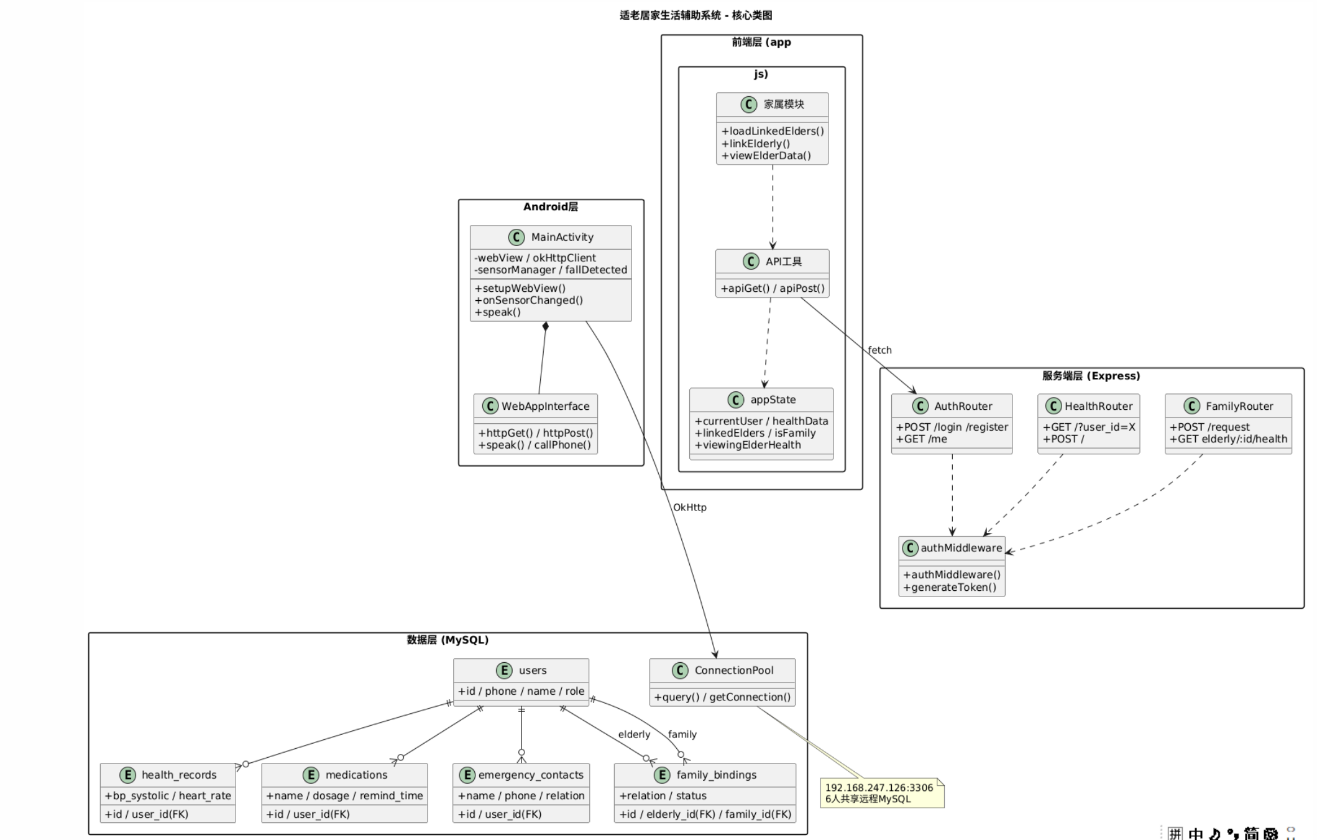 适老居家生活辅助系统 - 核心类图
前端层 (app
js)
C 家属模块
+loadLinkedElders()
+linkElderly()
+viewElderData()
Android层
C MainActivity
-webView / okHttpClient
-sensorManager / fallDetected
+setupWebView()
+onSensorChanged()
+speak()
C API工具
+apiGet() / apiPost()
fetch
服务端层 (Express)
C WebAppInterface
+httpGet() / httpPost()
+speak() / callPhone()
C appState
+currentUser / healthData
+linkedElders / isFamily
+viewingElderHealth
C AuthRouter
+POST /login /register
+GET /me
C HealthRouter
+GET /?user_id=X
+POST /
C FamilyRouter
+POST /request
+GET elderly/:id/health
OkHttp
C authMiddleware
+authMiddleware()
+generateToken()
数据层 (MySQL)
E users
+id / phone / name / role
C ConnectionPool
+query() / getConnection()
elderly
family
E health_records
+bp_systolic / heart_rate
+id / user_id(FK)
E medications
+name / dosage / remind_time
+id / user_id(FK)
E emergency_contacts
+name / phone / relation
+id / user_id(FK)
E family_bindings
+relation / status
+id / elderly_id(FK) / family_id(FK)
192.168.247.126:3306
6人共享远程MySQL
拼 中 简